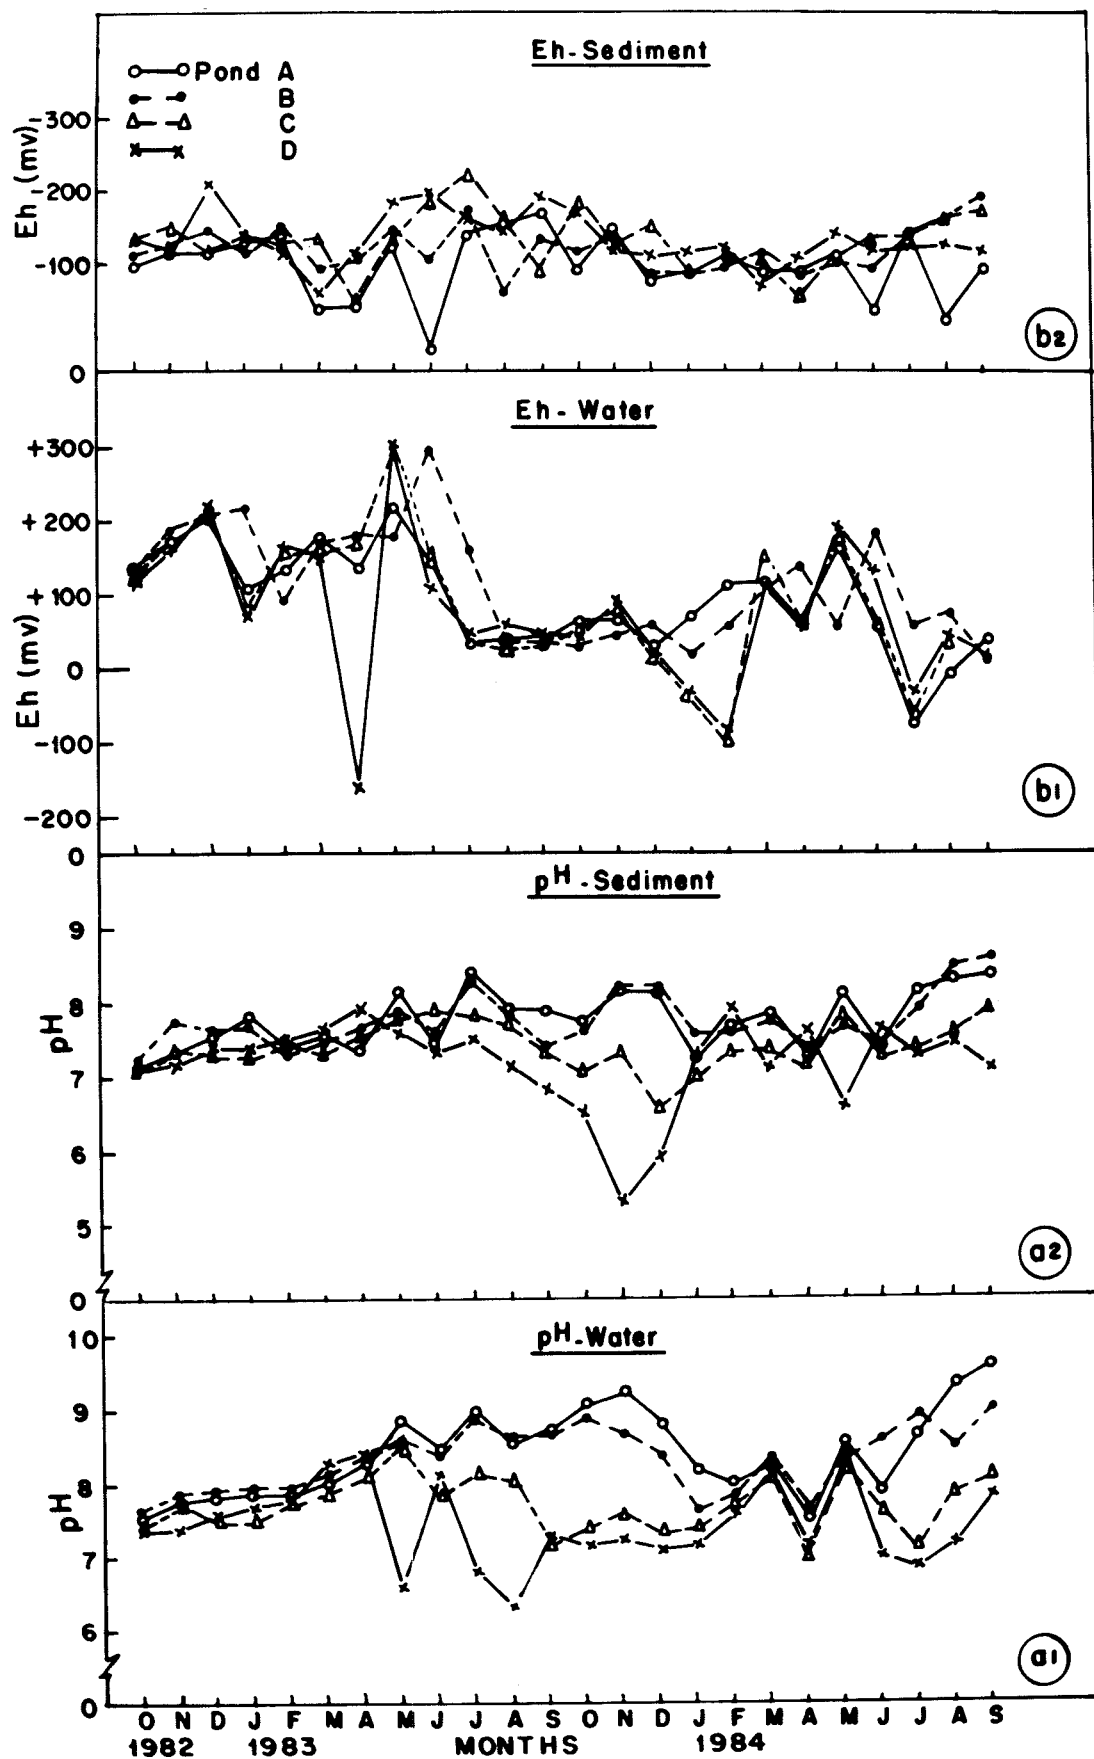 Eh-Sediment
Pond A
B
C
D
Eh, (mv)
-300
-200
-100
0
b2
Eh- Water
+300
+200
+100
0
-100
-200
0
Eh (mv)
b1
pH-Sediment
9
8
7
6
5
0
pH
a2
pH-Water
10
9
8
7
6
0
pH
a1
O N D J F M A M J J A S O N D J F M A M J J A S
1982 1983 MONTHS 1984